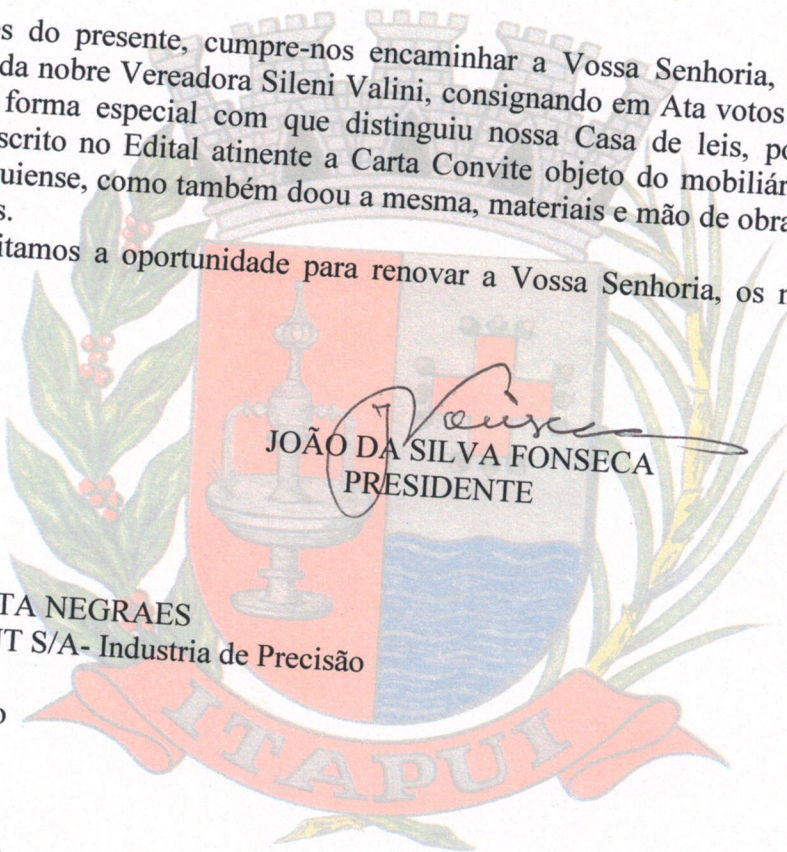 do presente, cumpre-nos encaminhar a Vossa Senhoria,
da nobre Vereadora Sileni Valini, consignando em Ata votos
forma especial com que distinguiu nossa Casa de leis,
scrito no Edital atinente a Carta Convite objeto do
uiense, como também doou a mesma, materiais e mão de obra
s.
itamos a oportunidade para renovar a Vossa Senhoria, os
Fonseca
JOÃO DA SILVA FONSECA
PRESIDENTE
TA NEGRAES
S/A- Industria de Precisão
ITAPUI